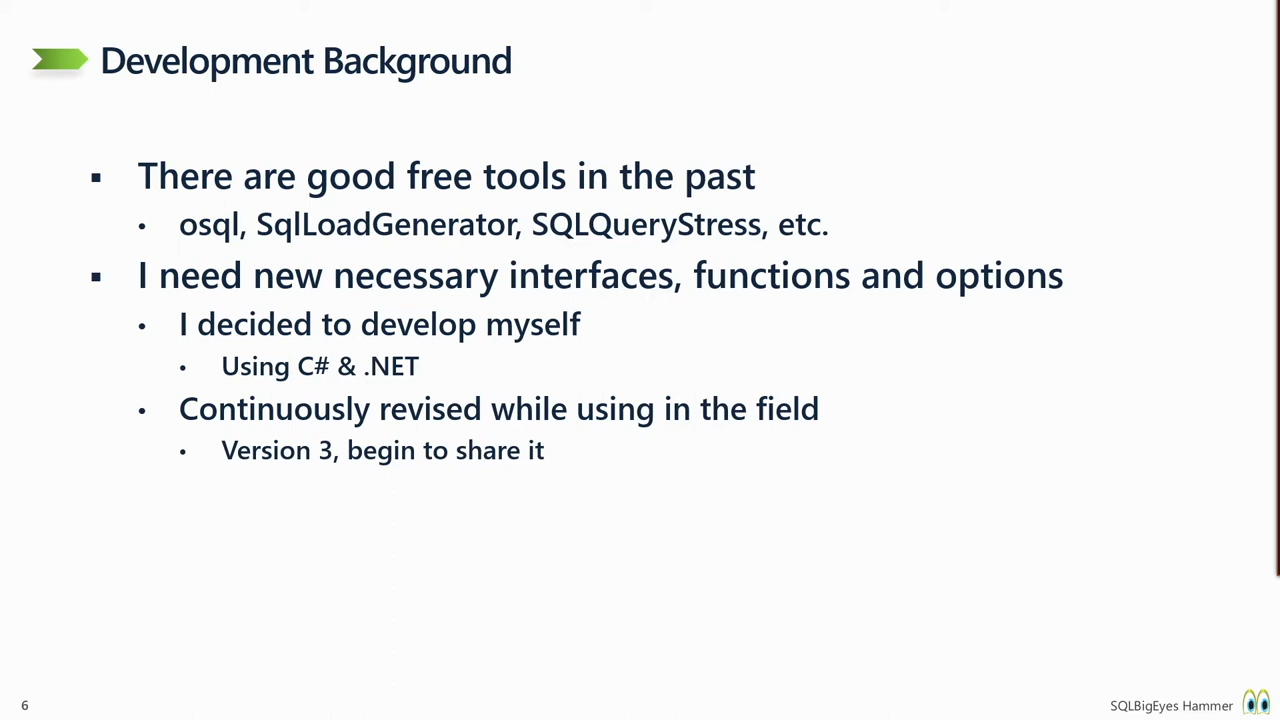 Development Background
There are good free tools in the past
osql, SqlLoadGenerator, SQLQueryStress, etc.
I need new necessary interfaces, functions and options
I decided to develop myself
Using C# & .NET
Continuously revised while using in the field
Version 3, begin to share it
6
SQLBigEyes Hammer